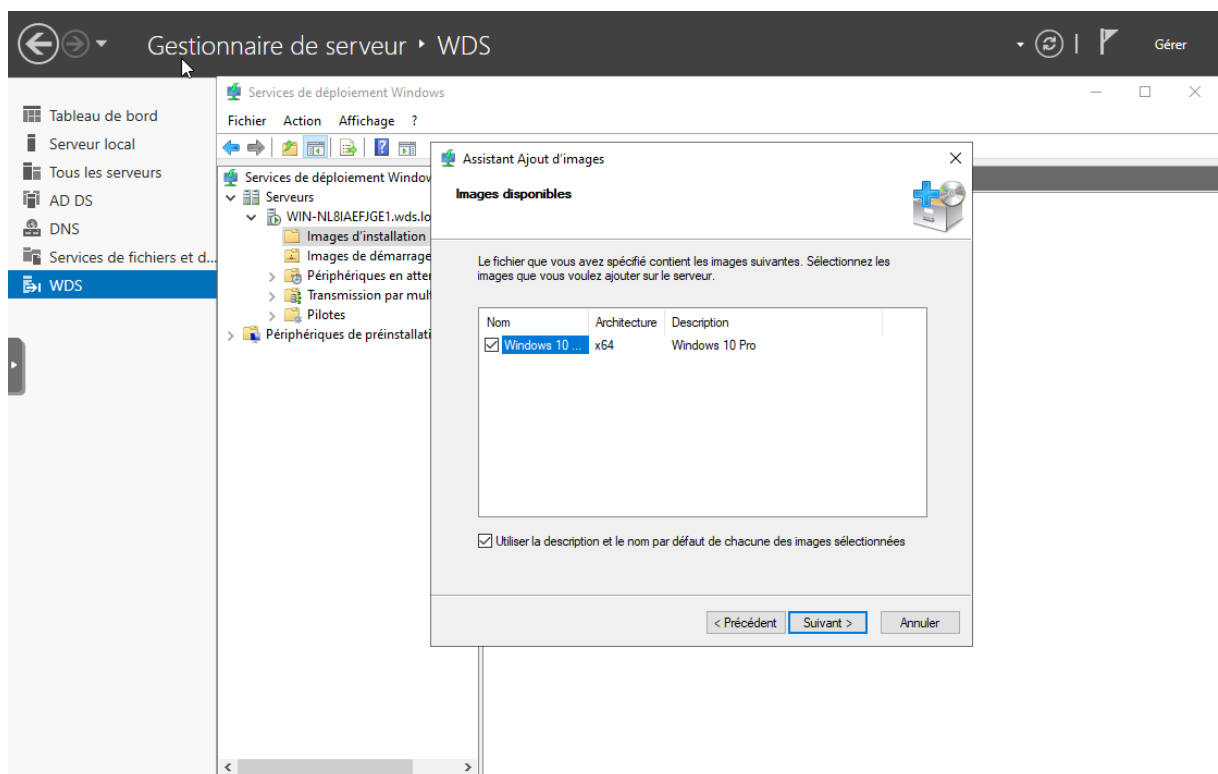 Gestionnaire de serveur ‣ WDS
Gérer
Tableau de bord
Serveur local
Tous les serveurs
AD DS
DNS
Services de fichiers et d...
WDS
Services de déploiement Windows
Fichier Action Affichage ?
Services de déploiement Window
Serveurs
WIN-NL8IAEFJGE1.wds.lo
Images d'installation
Images de démarrage
Périphériques en atter
Transmission par mult
Pilotes
Périphériques de préinstallati
Assistant Ajout d'images
Images disponibles
Le fichier que vous avez spécifié contient les images suivantes. Sélectionnez les
images que vous voulez ajouter sur le serveur.
Nom Architecture Description
Windows 10 ... x64 Windows 10 Pro
Utiliser la description et le nom par défaut de chacune des images sélectionnées
< Précédent Suivant > Annuler